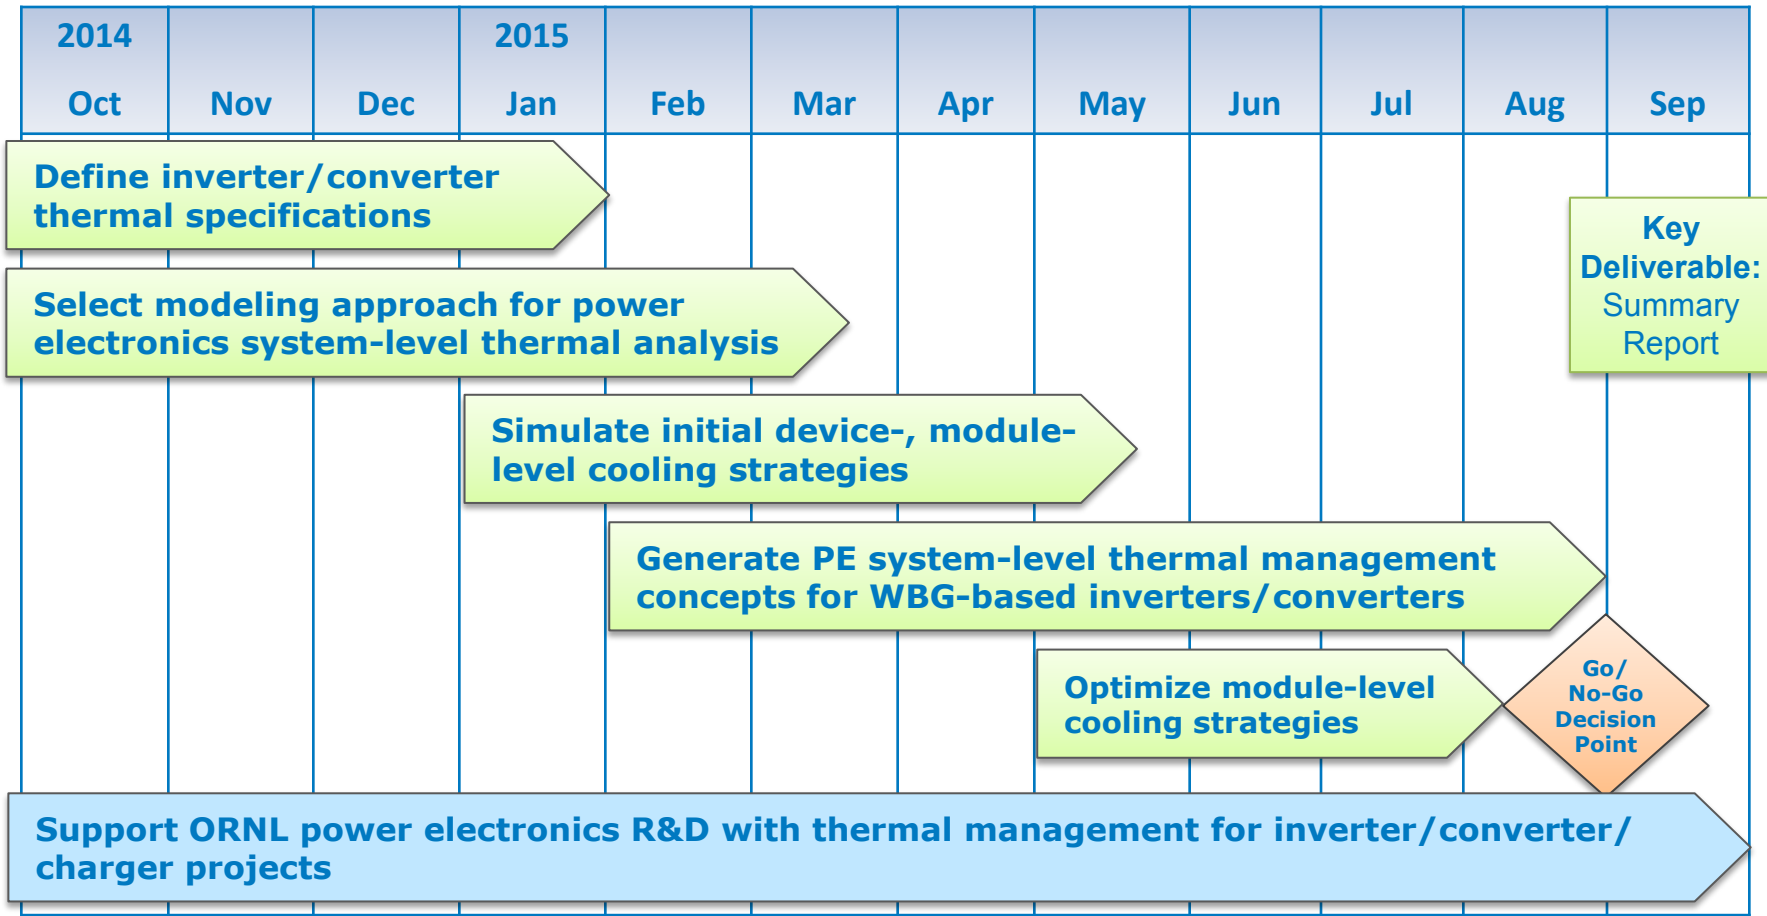 2014 2015
Oct Nov Dec Jan Feb Mar Apr May Jun Jul Aug Sep
Define inverter/converter
thermal specifications
Key
Deliverable:
Summary
Report
Select modeling approach for power
electronics system-level thermal analysis
Simulate initial device-, module-
level cooling strategies
Generate PE system-level thermal management
concepts for WBG-based inverters/converters
Optimize module-level
cooling strategies
Go/
No-Go
Decision
Point
Support ORNL power electronics R&D with thermal management for inverter/converter/
charger projects